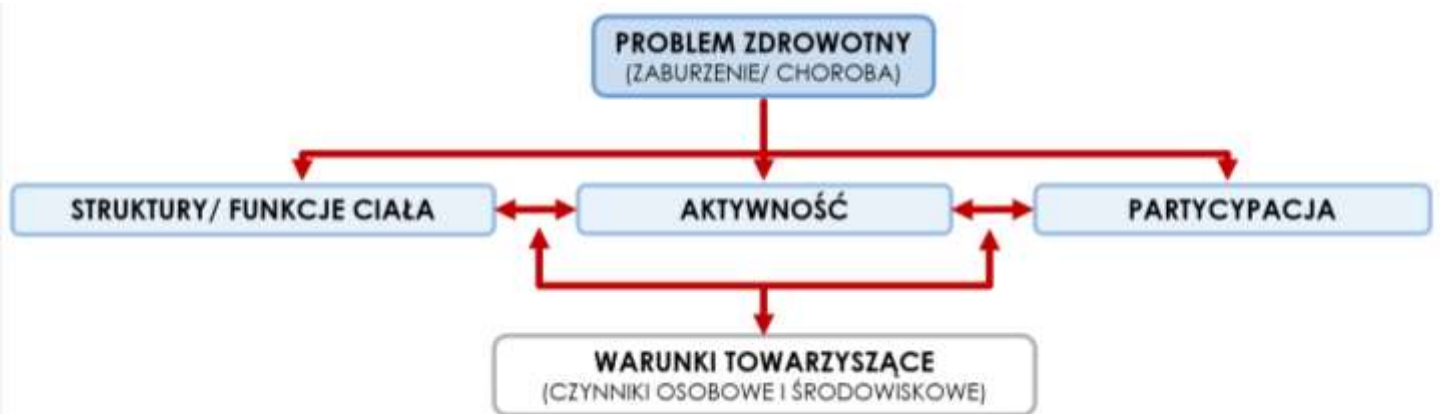 PROBLEM ZDROWOTNY
(ZABURZENIE/ CHOROBA)
STRUKTURY/ FUNKCJE CIAŁA
AKTYWNOŚĆ
PARTYCYPACJA
WARUNKI TOWARZYSZĄCE
(CZYNNIKI OSOBOWE I ŚRODOWISKOWE)